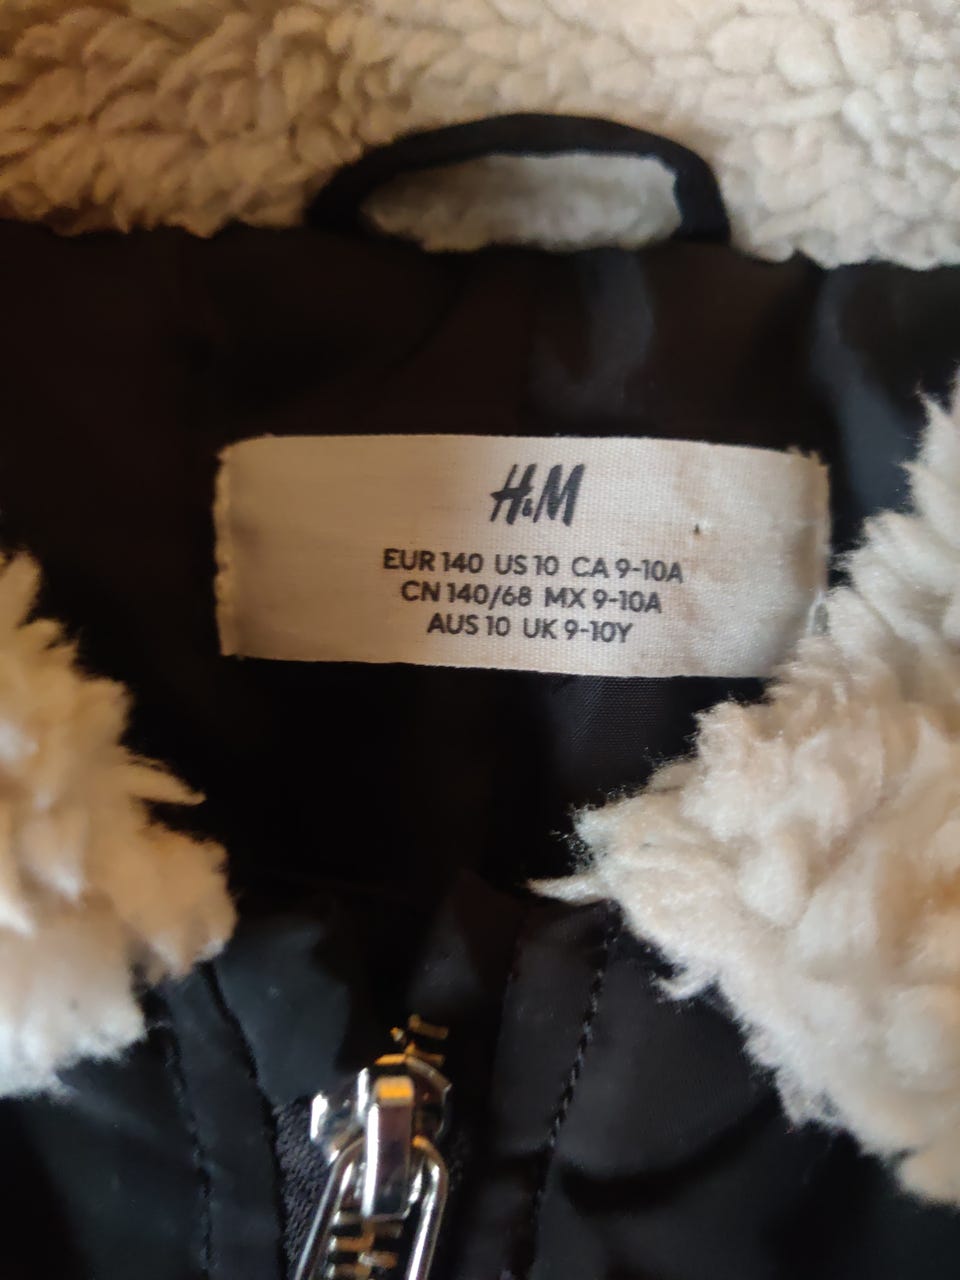 H&M
EUR 140 US 10 CA 9-10A
CN 140/68 MX 9-10A
AUS 10 UK 9-10Y